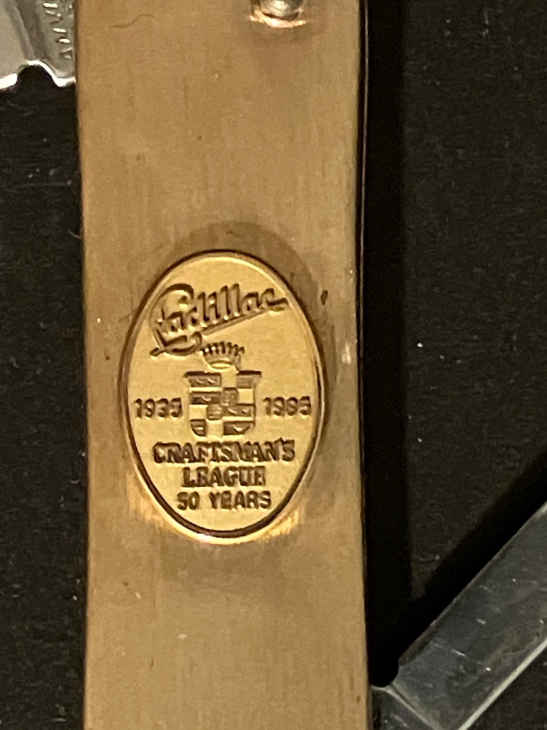 Cadillac
1935 1985
CRAFTSMAN'S
LEAGUE
50 YEARS